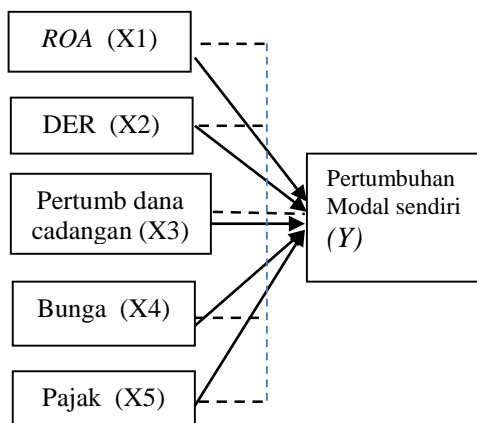 ROA (X1)
DER (X2)
Pertumb dana
cadangan (X3)
Bunga (X4)
Pajak (X5)
Pertumbuhan
Modal sendiri
(Y)